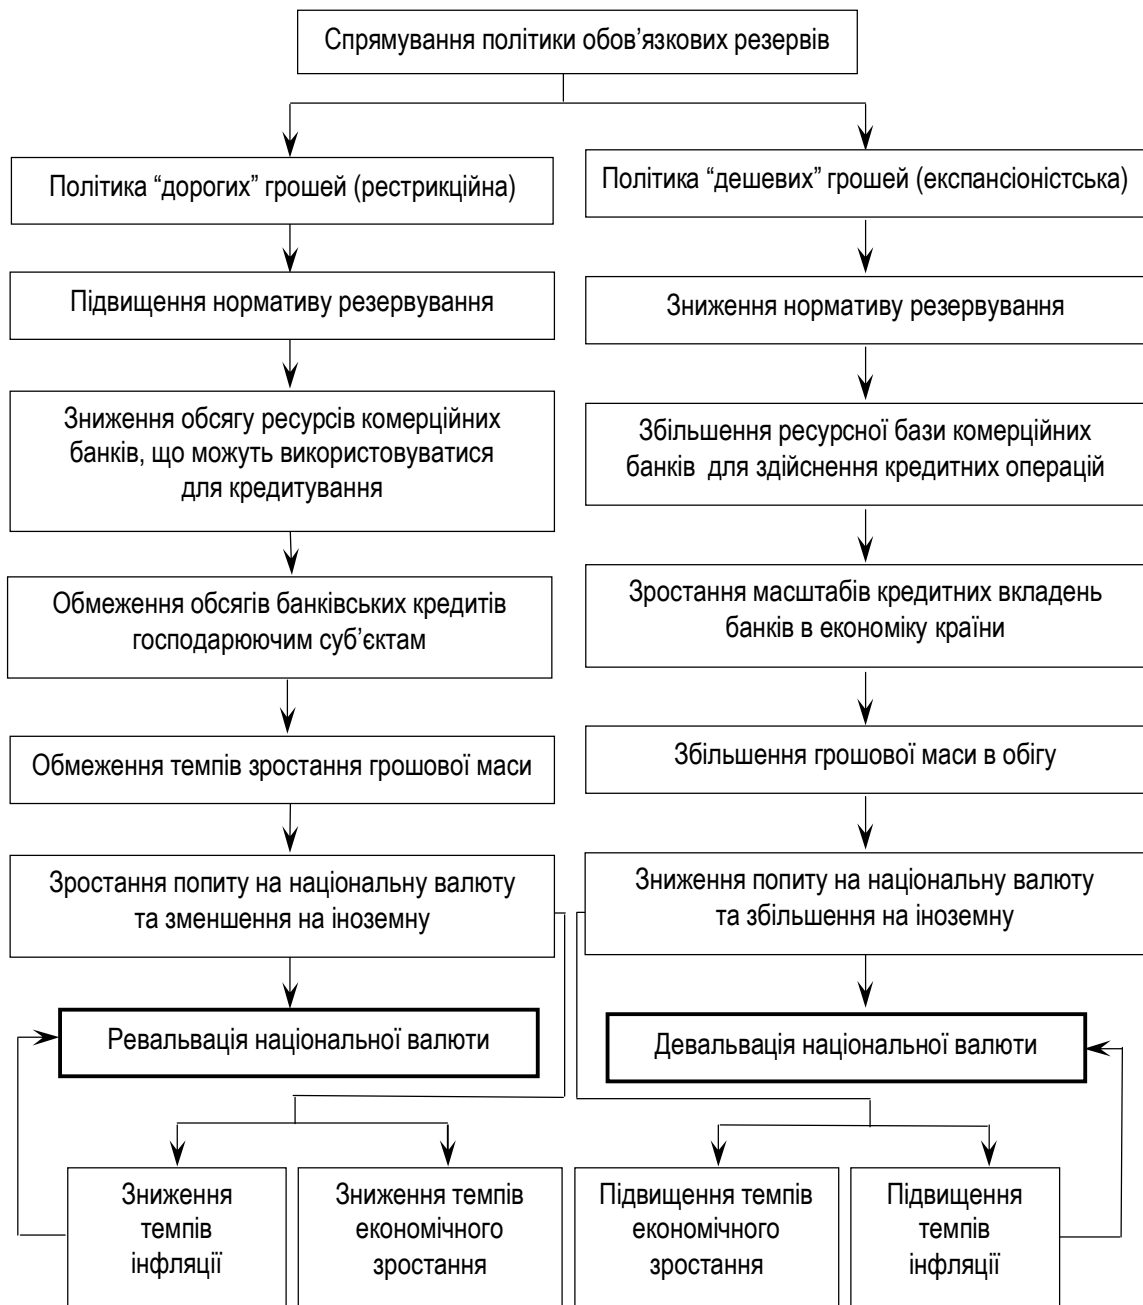 Спрямування політики обов’язкових резервів
Політика “дорогих” грошей (рестрикційна)
Політика “дешевих” грошей (експансіоністська)
Підвищення нормативу резервування
Зниження нормативу резервування
Зниження обсягу ресурсів комерційних
банків, що можуть використовуватися
для кредитування
Збільшення ресурсної бази комерційних
банків для здійснення кредитних операцій
Обмеження обсягів банківських кредитів
господарюючим суб’єктам
Зростання масштабів кредитних вкладень
банків в економіку країни
Обмеження темпів зростання грошової маси
Збільшення грошової маси в обігу
Зростання попиту на національну валюту
та зменшення на іноземну
Зниження попиту на національну валюту
та збільшення на іноземну
Ревальвація національної валюти
Девальвація національної валюти
Зниження
темпів
інфляції
Зниження темпів
економічного
зростання
Підвищення темпів
економічного
зростання
Підвищення
темпів
інфляції